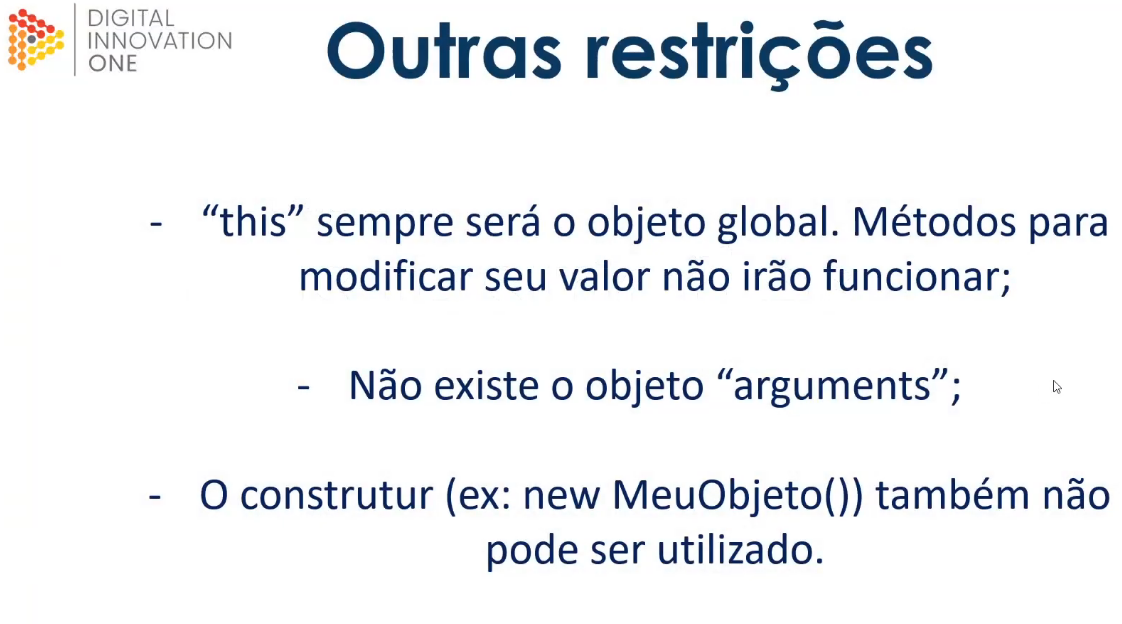 DIGITAL
INNOVATION
ONE
Outras restrições
- “this” sempre será o objeto global. Métodos para
modificar seu valor não irão funcionar;
- Não existe o objeto “arguments”;
- O construtur (ex: new MeuObjeto()) também não
pode ser utilizado.